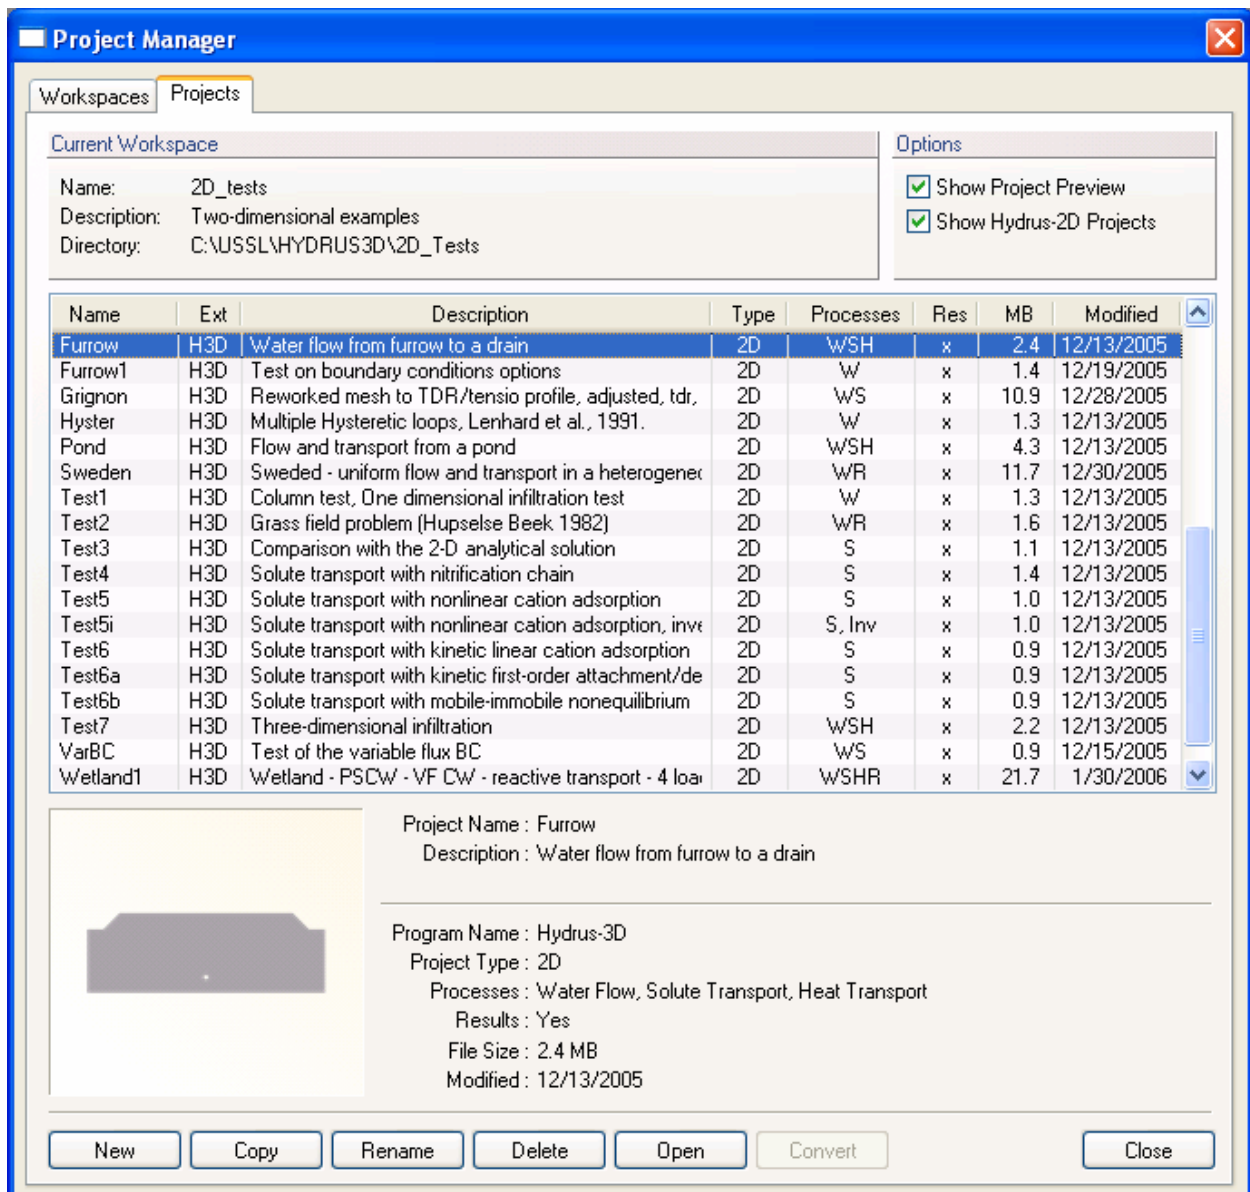 Project Manager
Workspaces Projects
Current Workspace
Options
Name: 2D_tests
Description: Two-dimensional examples
Directory: C:\USSL\HYDRUS3D\2D_Tests
Show Project Preview
Show Hydrus-2D Projects
Name Ext Description Type Processes Res MB Modified
Furrow H3D Water flow from furrow to a drain 2D WSH x 2.4 12/13/2005
Furrow1 H3D Test on boundary conditions options 2D W x 1.4 12/19/2005
Grignon H3D Reworked mesh to TDR/tensio profile, adjusted, tdr, 2D WS x 10.9 12/28/2005
Hyster H3D Multiple Hysteretic loops, Lenhard et al., 1991. 2D W x 1.3 12/13/2005
Pond H3D Flow and transport from a pond 2D WSH x 4.3 12/13/2005
Sweden H3D Sweded - uniform flow and transport in a heterogenec 2D WR x 11.7 12/30/2005
Test1 H3D Column test, One dimensional infiltration test 2D W x 1.3 12/13/2005
Test2 H3D Grass field problem (Hupselse Beek 1982) 2D WR x 1.6 12/13/2005
Test3 H3D Comparison with the 2-D analytical solution 2D S x 1.1 12/13/2005
Test4 H3D Solute transport with nitrification chain 2D S x 1.4 12/13/2005
Test5 H3D Solute transport with nonlinear cation adsorption 2D S x 1.0 12/13/2005
Test5i H3D Solute transport with nonlinear cation adsorption, inve 2D S, Inv x 1.0 12/13/2005
Test6 H3D Solute transport with kinetic linear cation adsorption 2D S x 0.9 12/13/2005
Test6a H3D Solute transport with kinetic first-order attachment/de 2D S x 0.9 12/13/2005
Test6b H3D Solute transport with mobile-immobile nonequilibrium 2D S x 0.9 12/13/2005
Test7 H3D Three-dimensional infiltration 2D WSH x 2.2 12/13/2005
VarBC H3D Test of the variable flux BC 2D WS x 0.9 12/15/2005
Wetland1 H3D Wetland - PSCW - VF CW - reactive transport - 4 loa 2D WSHR x 21.7 1/30/2006
Project Name : Furrow
Description : Water flow from furrow to a drain
Program Name : Hydrus-3D
Project Type : 2D
Processes : Water Flow, Solute Transport, Heat Transport
Results : Yes
File Size : 2.4 MB
Modified : 12/13/2005
New Copy Rename Delete Open Convert Close